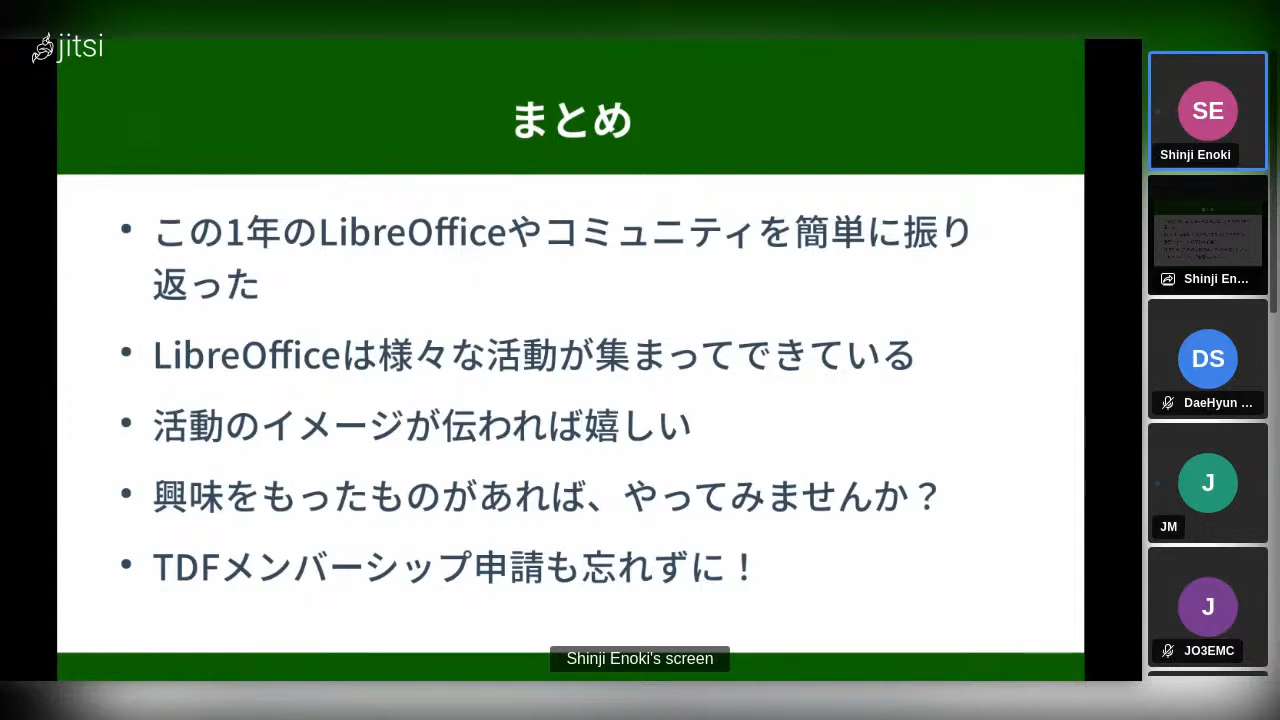 jitsi
まとめ
• この1年のLibreOfficeやコミュニティを簡単に振り
返った
• LibreOfficeは様々な活動が集まってできている
• 活動のイメージが伝われば嬉しい
• 興味をもったものがあれば、やってみませんか？
• TDFメンバーシップ申請も忘れずに！
Shinji Enoki's screen
SE
Shinji Enoki
Shinji En...
DS
DaeHyun ...
J
JM
J
JO3EMC